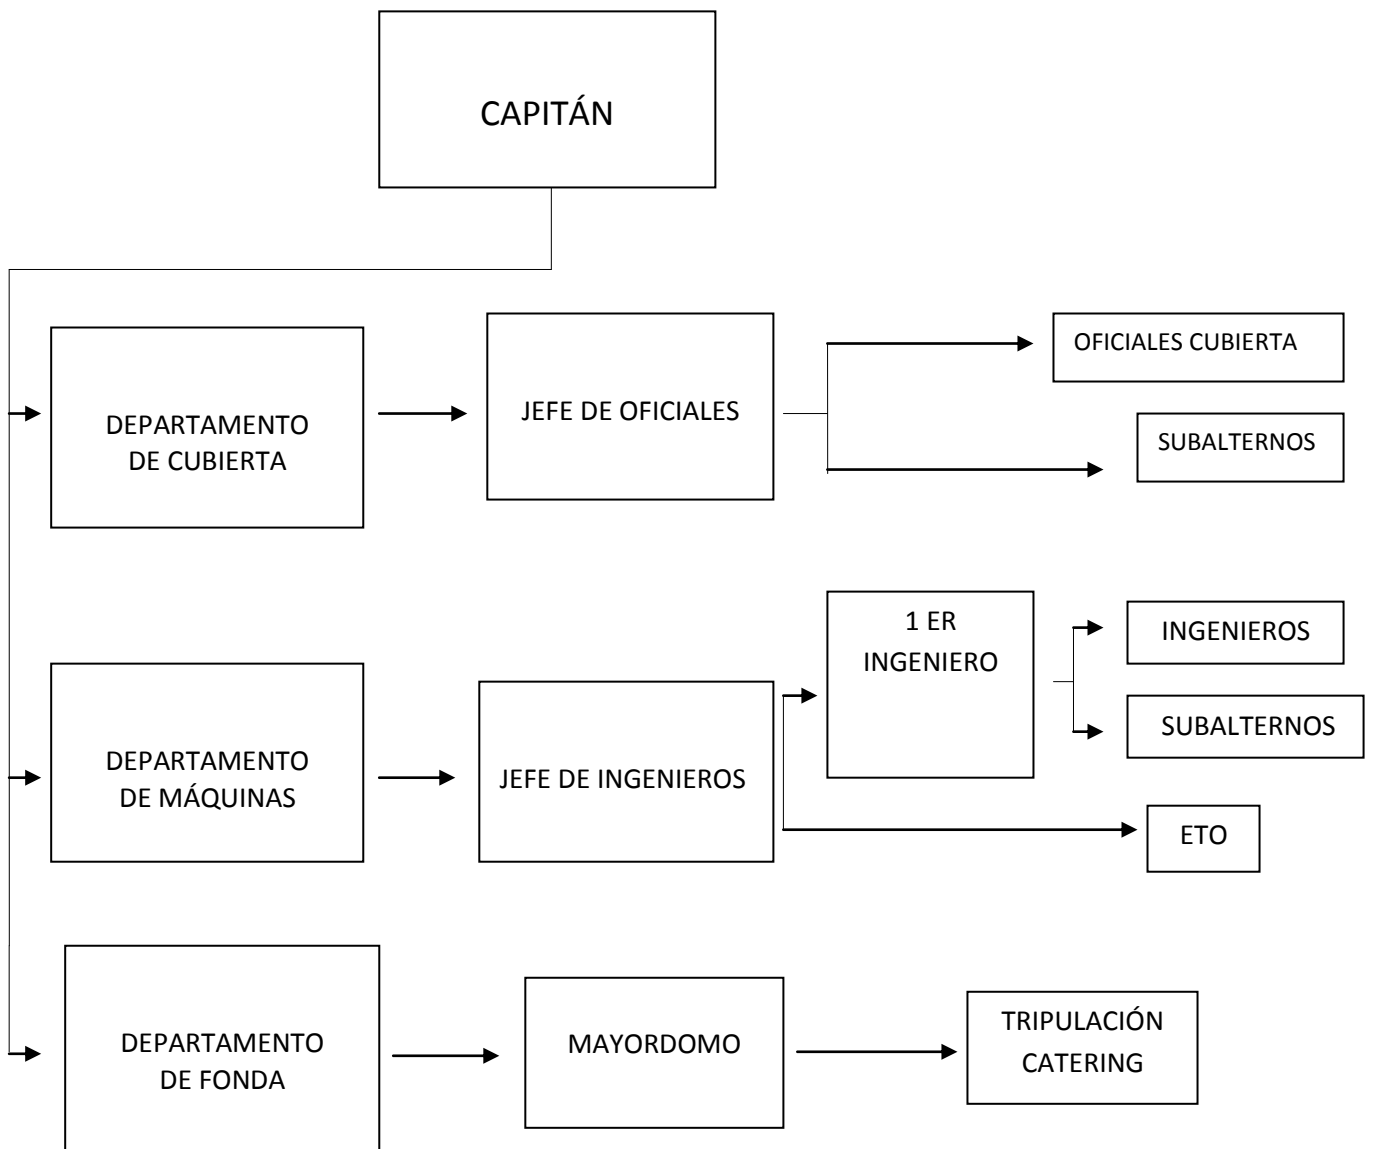 CAPITÁN
DEPARTAMENTO
DE CUBIERTA
JEFE DE OFICIALES
OFICIALES CUBIERTA
SUBALTERNOS
DEPARTAMENTO
DE MÁQUINAS
JEFE DE INGENIEROS
1 ER
INGENIERO
INGENIEROS
SUBALTERNOS
ETO
DEPARTAMENTO
DE FONDA
MAYORDOMO
TRIPULACIÓN
CATERING